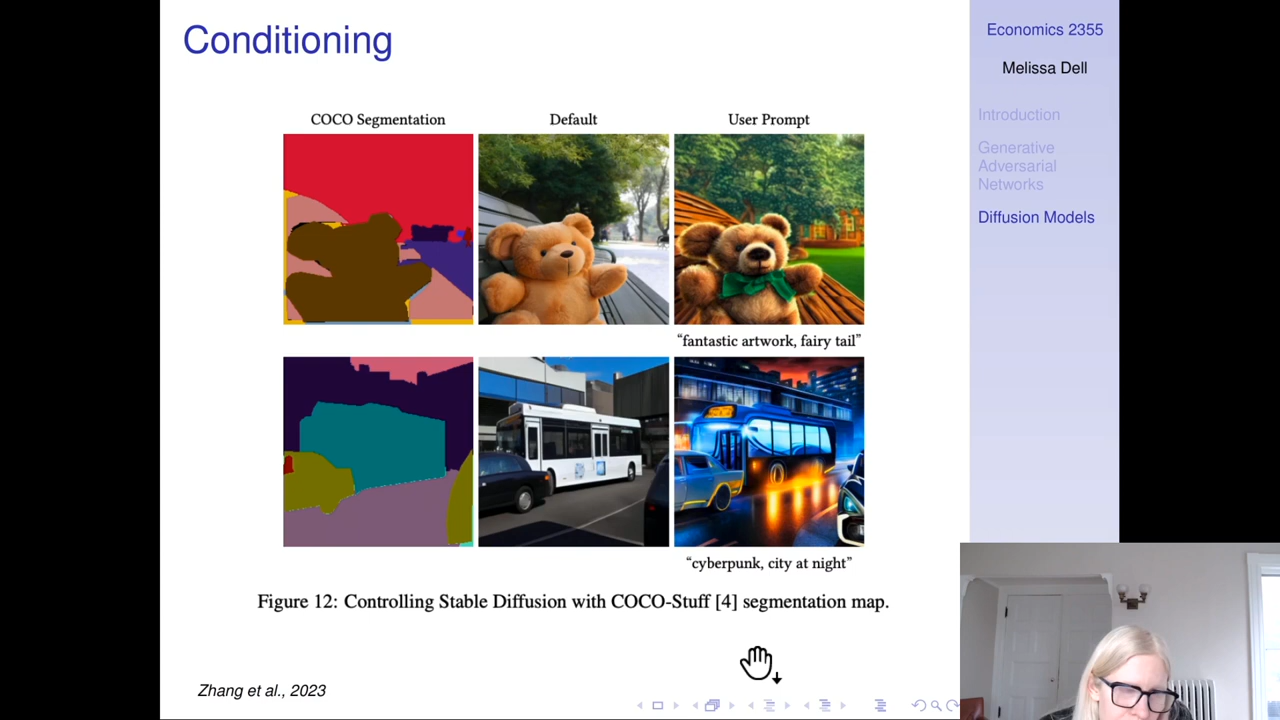 Conditioning
COCO Segmentation
Default
User Prompt
“fantastic artwork, fairy tail”
“cyberpunk, city at night”
Figure 12: Controlling Stable Diffusion with COCO-Stuff [4] segmentation map.
Zhang et al., 2023
Economics 2355
Melissa Dell
Introduction
Generative
Adversarial
Networks
Diffusion Models